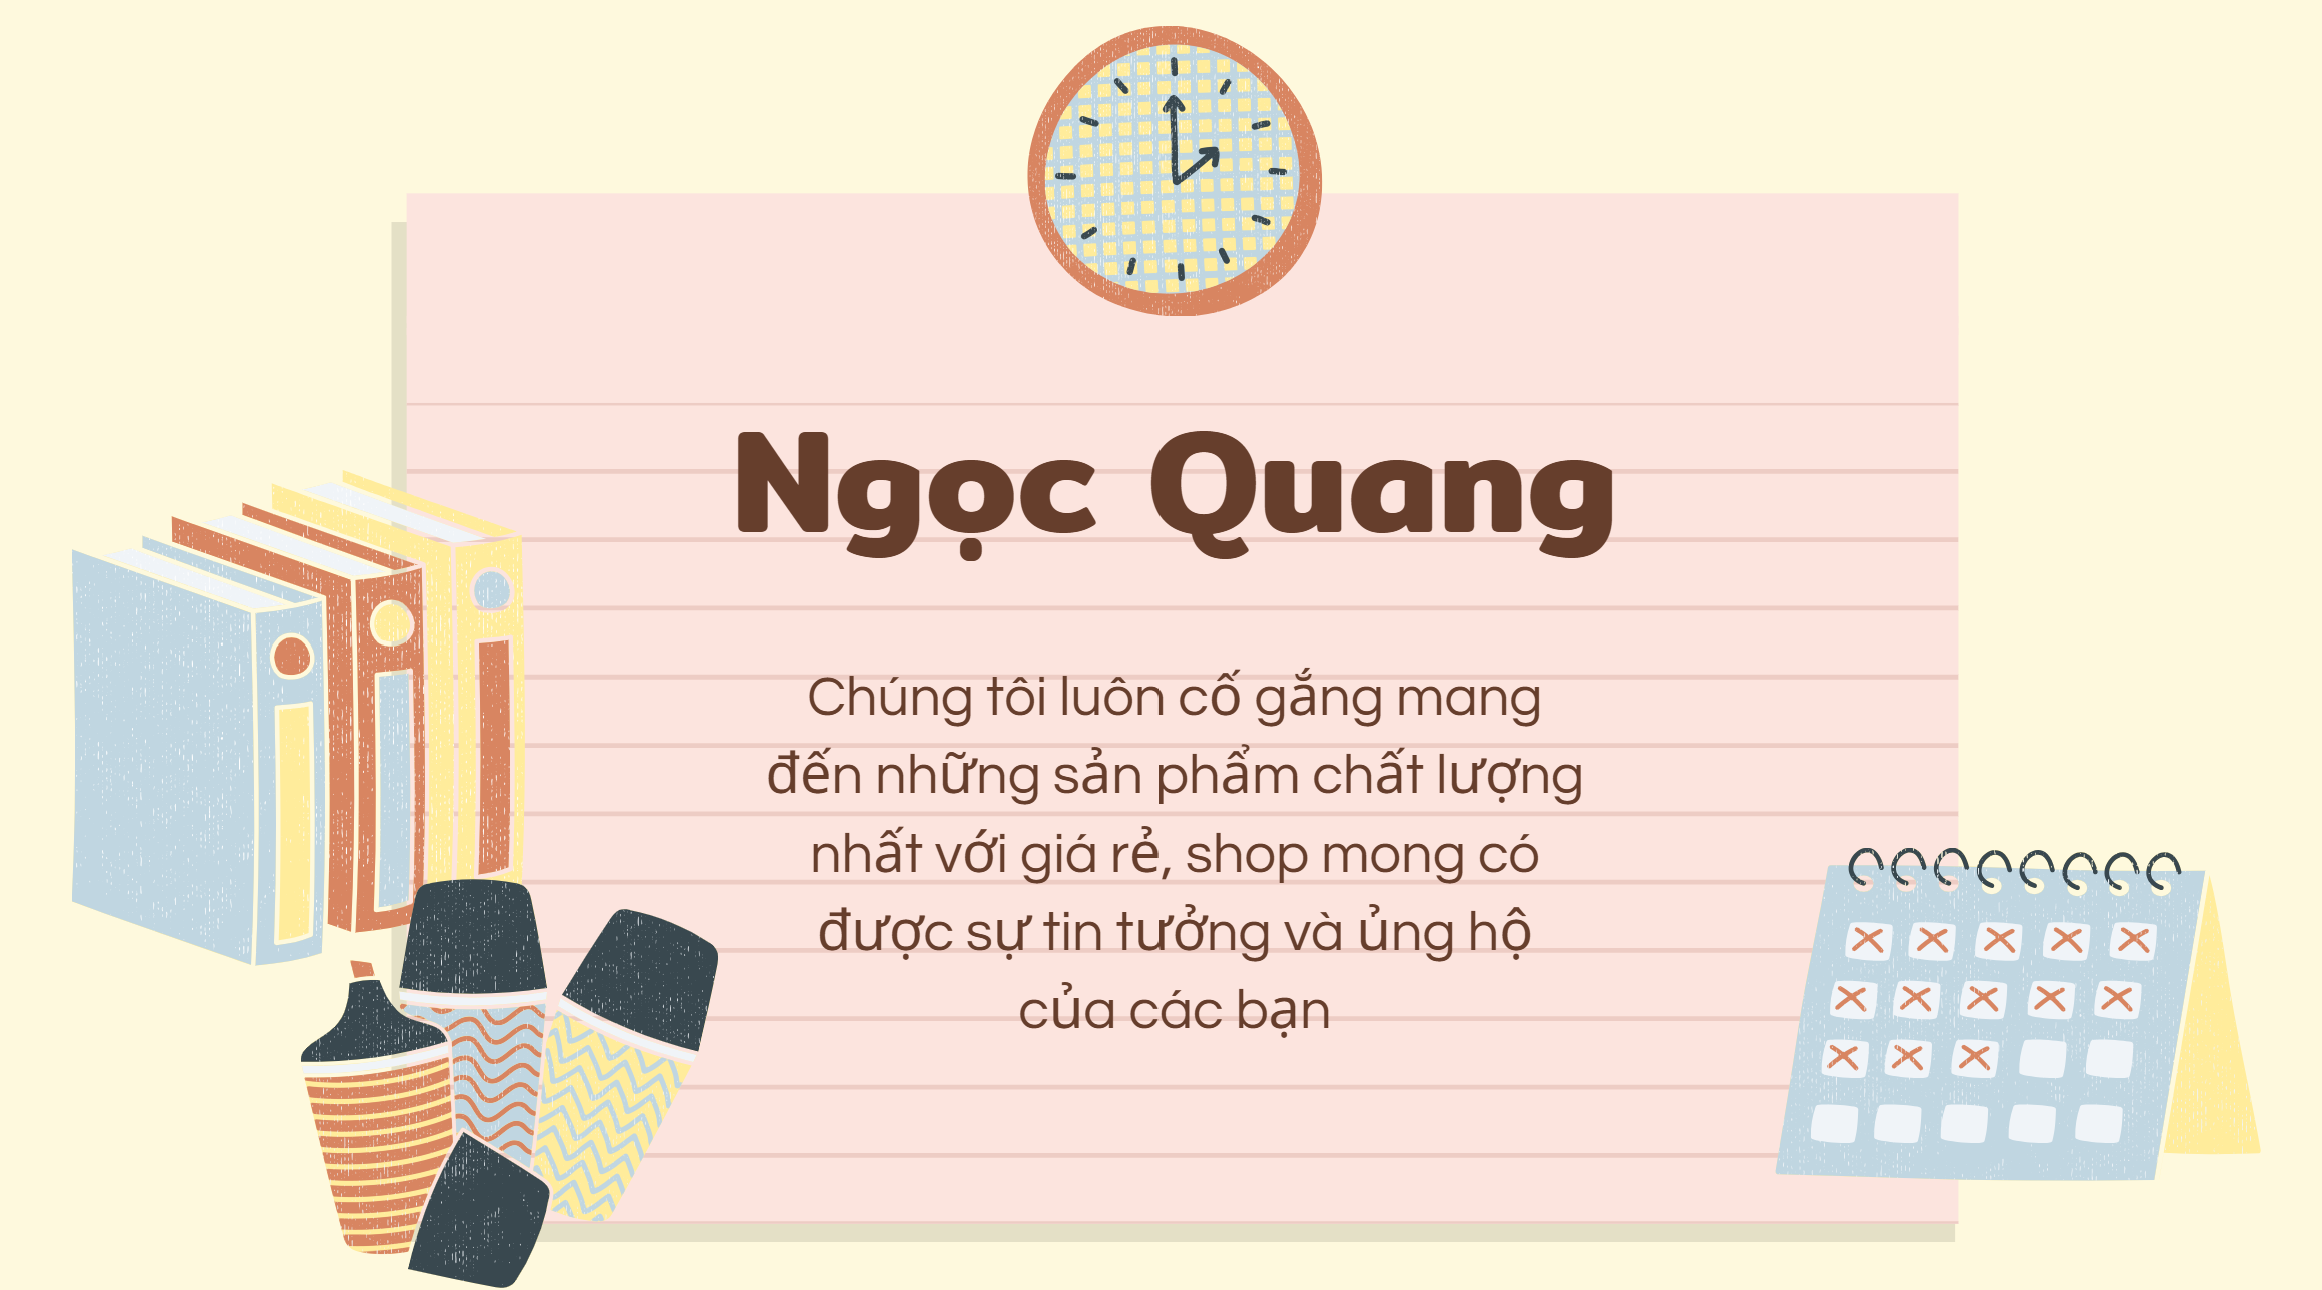 Ngọc Quang
Chúng tôi luôn cố gắng mang
đến những sản phẩm chất lượng
nhất với giá rẻ, shop mong có
được sự tin tưởng và ủng hộ
của các bạn